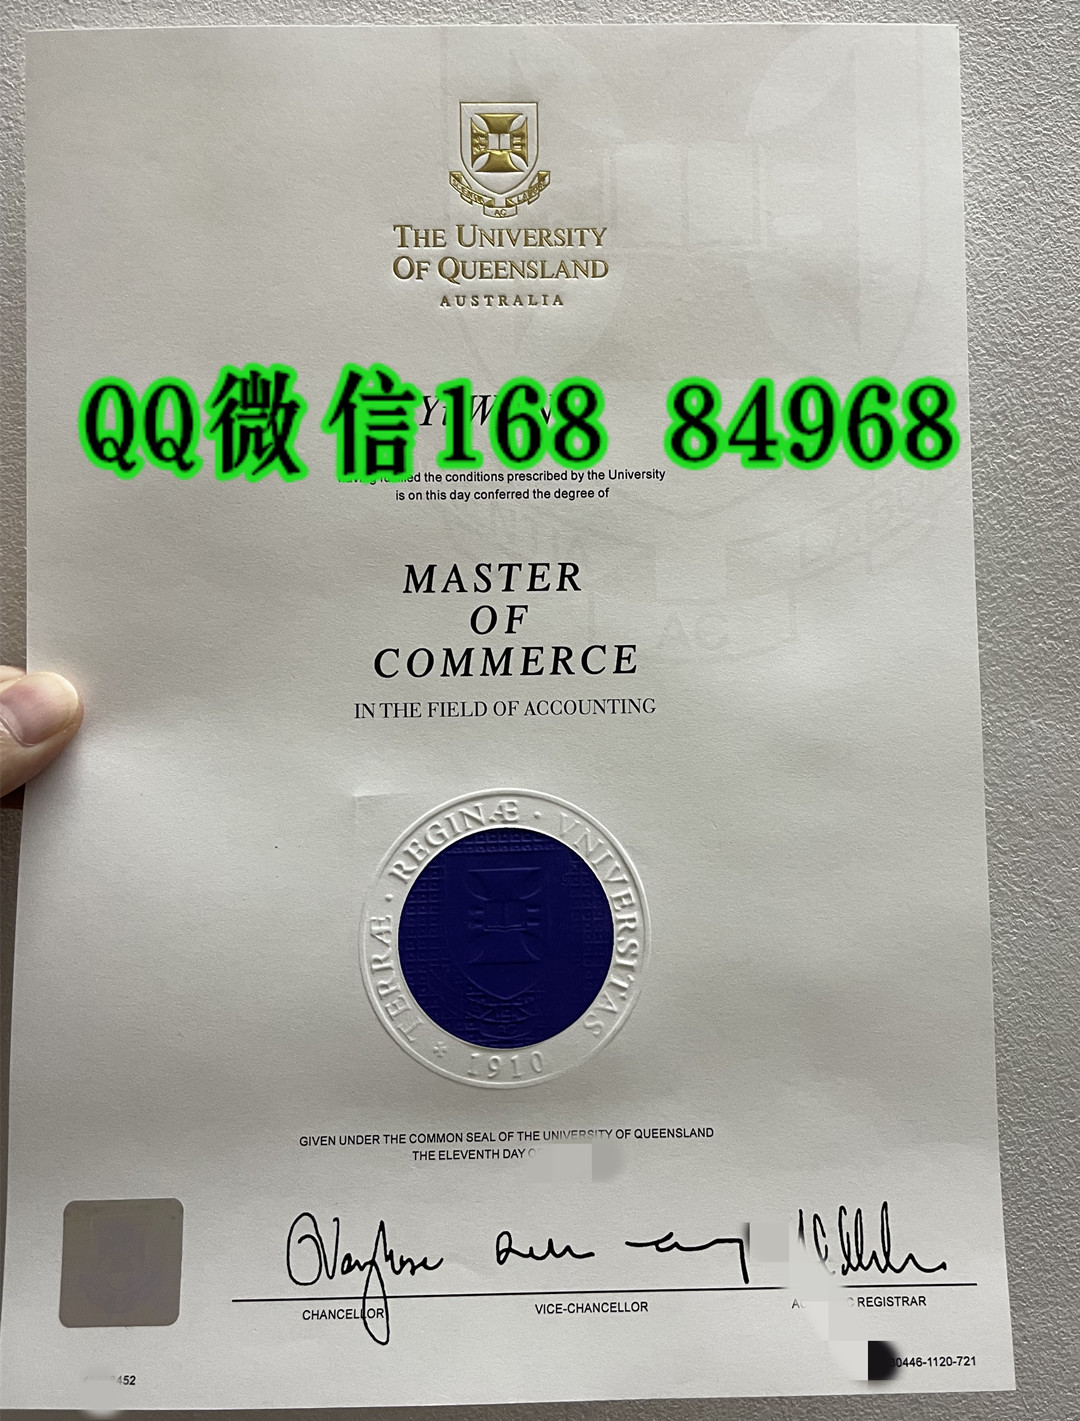 THE UNIVERSITY
OF QUEENSLAND
AUSTRALIA
QQ微信168 84968
the conditions prescribed by the University
is on this day conferred the degree of
MASTER
OF
COMMERCE
IN THE FIELD OF ACCOUNTING
TERRÆ · REGINÆ · VNIVERSITAS
1910
GIVEN UNDER THE COMMON SEAL OF THE UNIVERSITY OF QUEENSLAND
THE ELEVENTH DAY
CHANCELLOR
VICE-CHANCELLOR
REGISTRAR
0446-1120-721
452